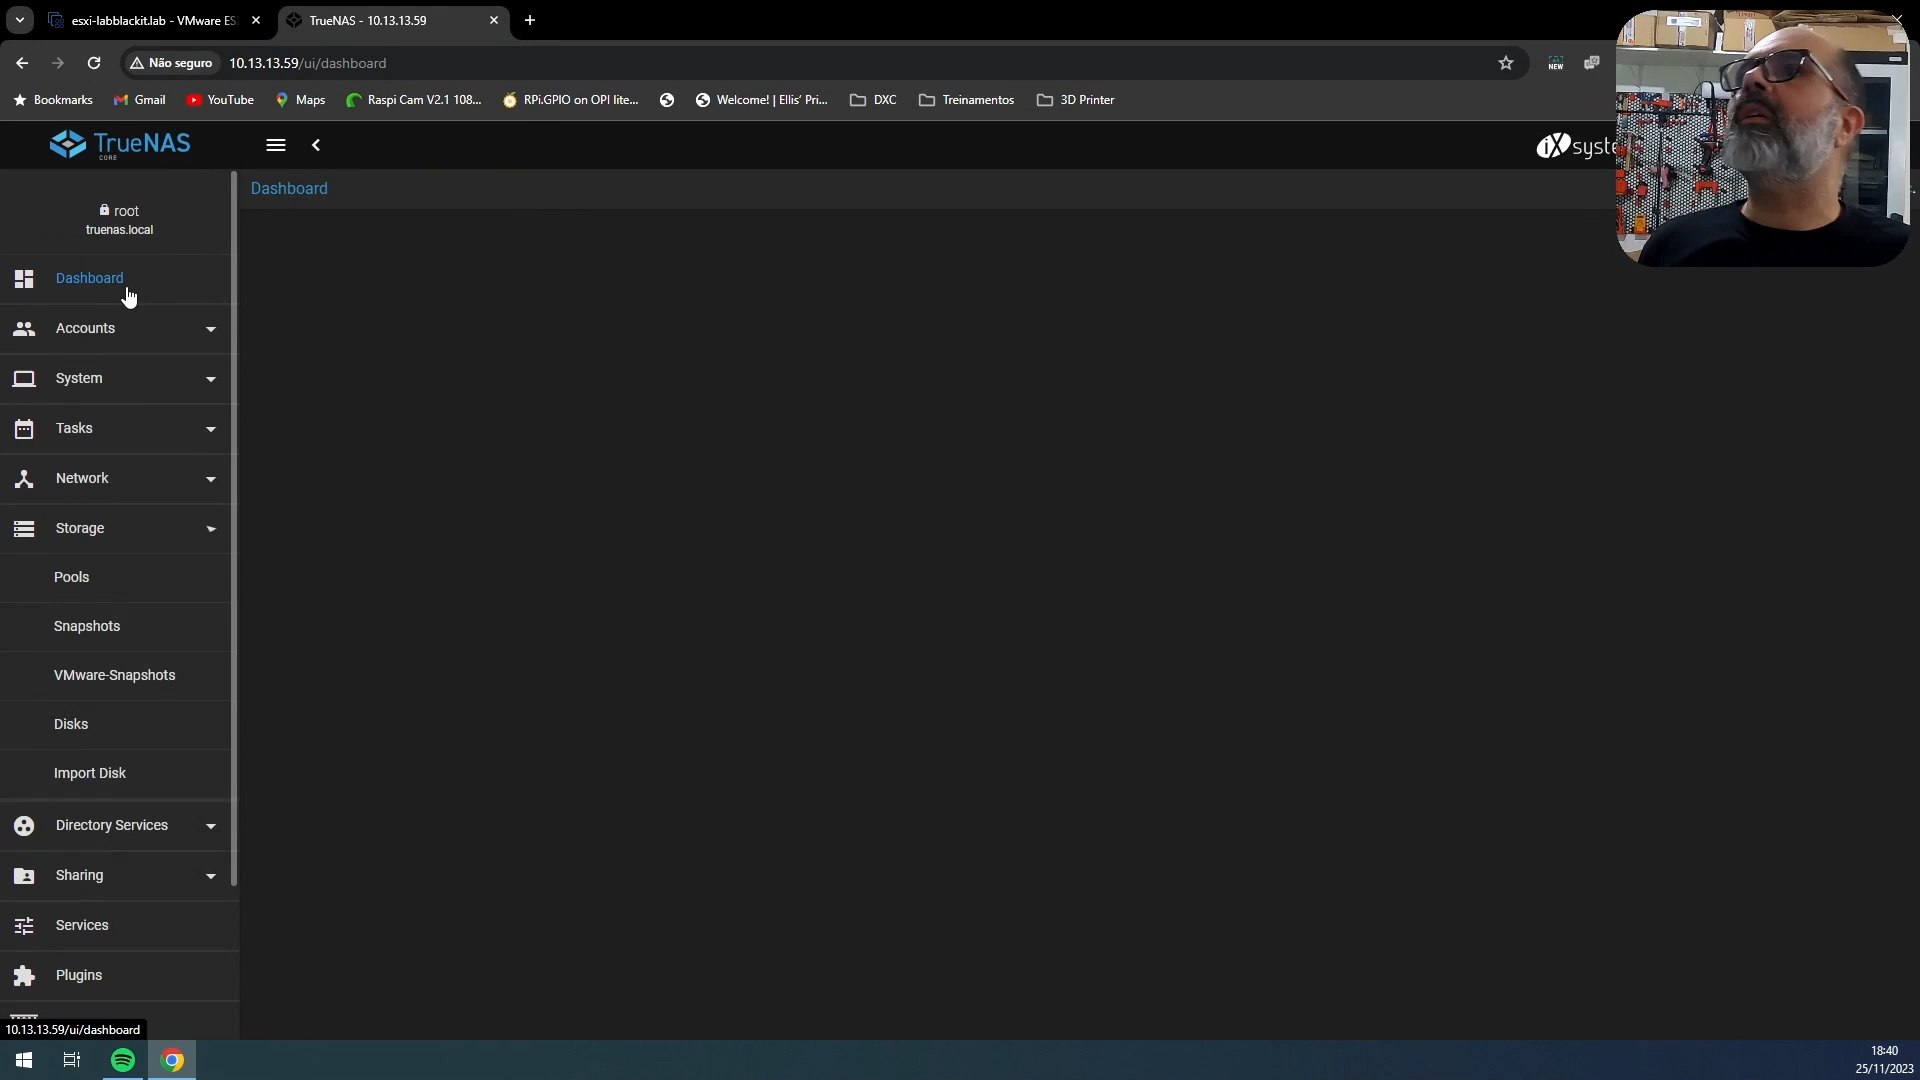 esxi-labblackit.lab - VMware ES
TrueNAS - 10.13.13.59
Não seguro
10.13.13.59/ui/dashboard
NEW
Bookmarks
Gmail
YouTube
Maps
Raspi Cam V2.1 108...
RPi.GPIO on OPI lite...
Welcome! | Ellis' Pri...
DXC
Treinamentos
3D Printer
TrueNAS
CORE
iXsyste
Dashboard
root
truenas.local
Dashboard
Accounts
System
Tasks
Network
Storage
Pools
Snapshots
VMware-Snapshots
Disks
Import Disk
Directory Services
Sharing
Services
Plugins
10.13.13.59/ui/dashboard
18:40
25/11/2023